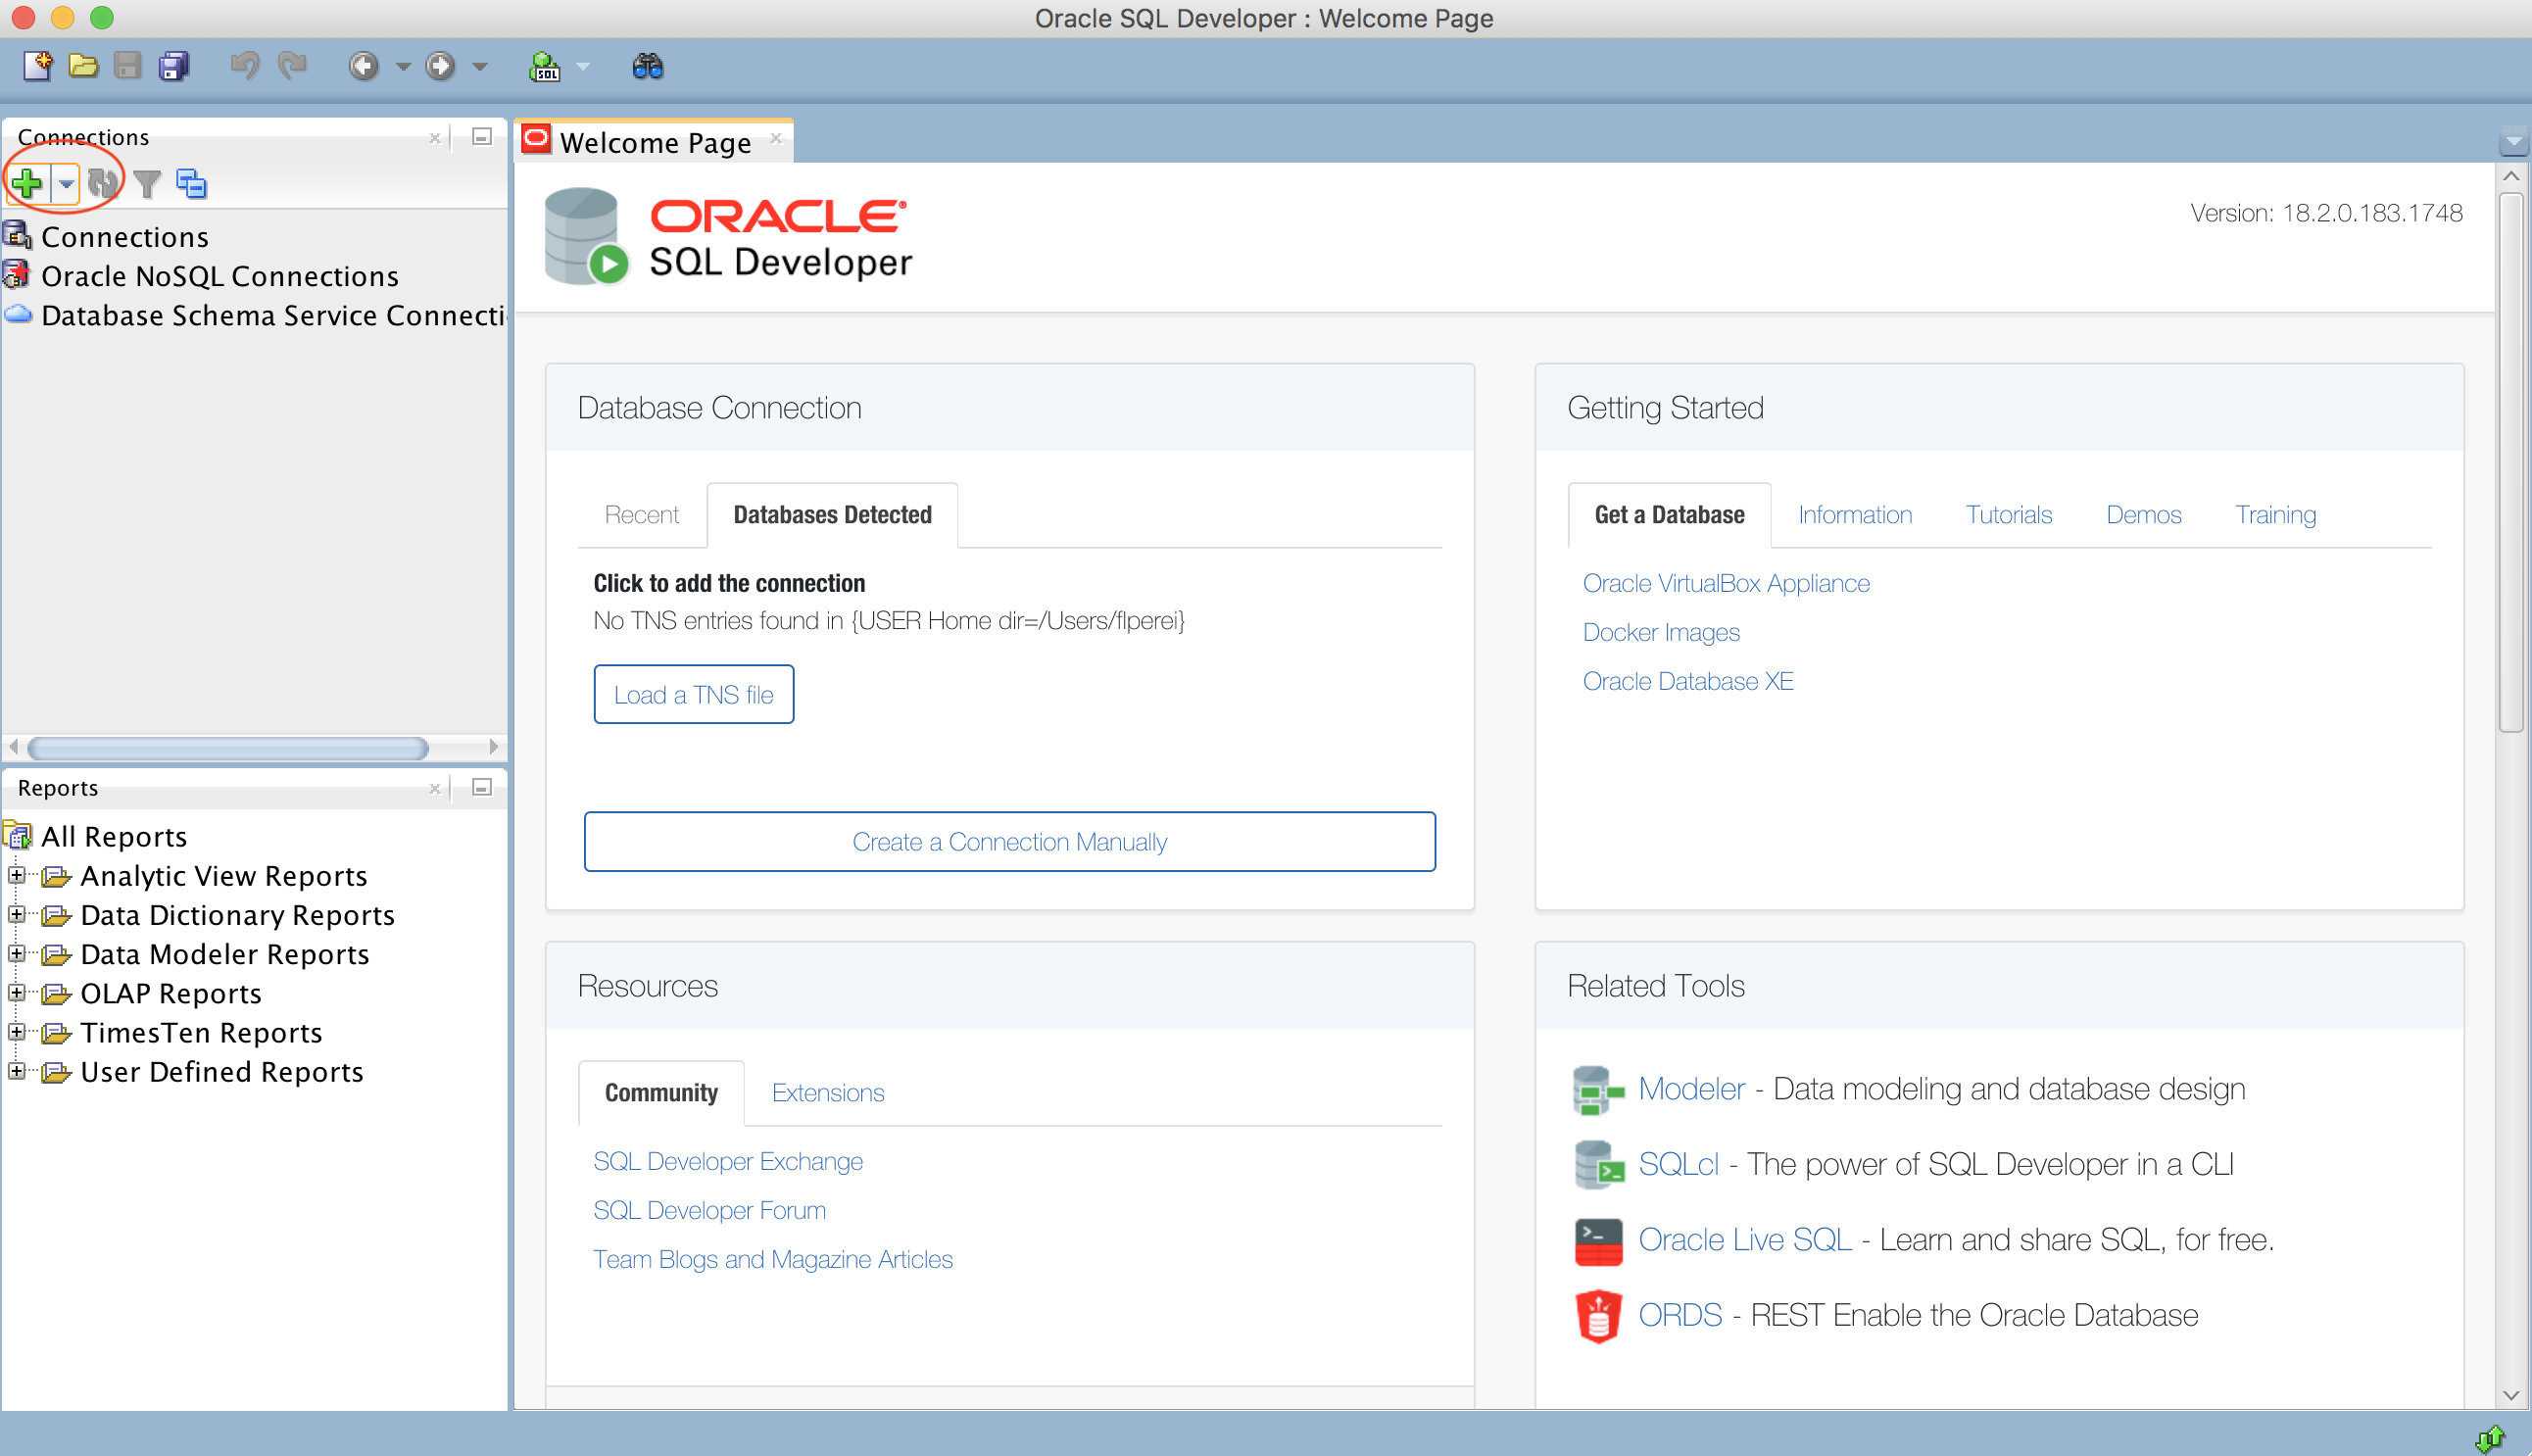 Oracle SQL Developer : Welcome Page
SQL
Connections
Connections
Oracle NoSQL Connections
Database Schema Service Connecti
Reports
All Reports
Analytic View Reports
Data Dictionary Reports
Data Modeler Reports
OLAP Reports
TimesTen Reports
User Defined Reports
Welcome Page
ORACLE®
SQL Developer
Version: 18.2.0.183.1748
Database Connection
Recent
Databases Detected
Click to add the connection
No TNS entries found in {USER Home dir=/Users/flperei}
Load a TNS file
Create a Connection Manually
Getting Started
Get a Database
Information
Tutorials
Demos
Training
Oracle VirtualBox Appliance
Docker Images
Oracle Database XE
Resources
Community
Extensions
SQL Developer Exchange
SQL Developer Forum
Team Blogs and Magazine Articles
Related Tools
Modeler - Data modeling and database design
SQLcl - The power of SQL Developer in a CLI
Oracle Live SQL - Learn and share SQL, for free.
ORDS - REST Enable the Oracle Database